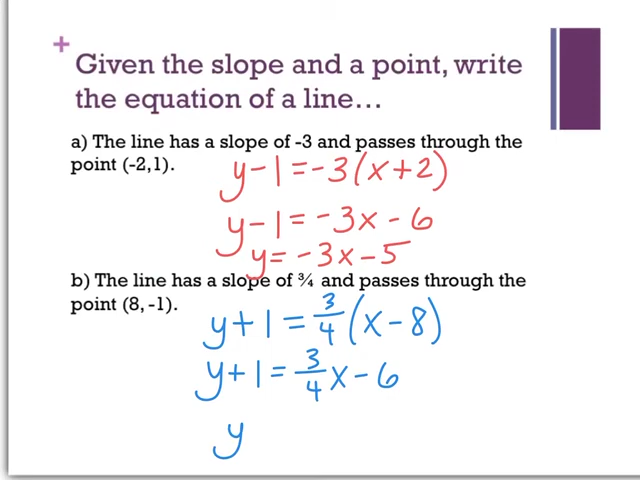 +
Given the slope and a point, write
the equation of a line...
a) The line has a slope of -3 and passes through the
point (-2,1).
y-1=-3(x+2)
y-1=-3x-6
y=-3x-5
b) The line has a slope of ¾ and passes through the
point (8, -1).
y+1=3/4(x-8)
y+1=3/4x-6
y